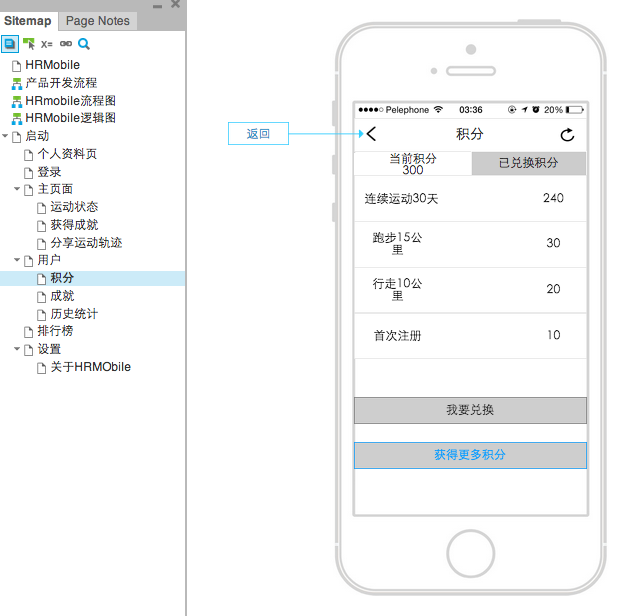 Sitemap
Page Notes
X=
HRMobile
产品开发流程
HRmobile流程图
HRMobile逻辑图
启动
个人资料页
登录
主页面
运动状态
获得成就
分享运动轨迹
用户
积分
成就
历史统计
排行榜
设置
关于HRMObile
返回
Pelephone 03:36 20%
积分
当前积分
300
已兑换积分
连续运动30天 240
跑步15公
里
30
行走10公
里
20
首次注册 10
我要兑换
获得更多积分